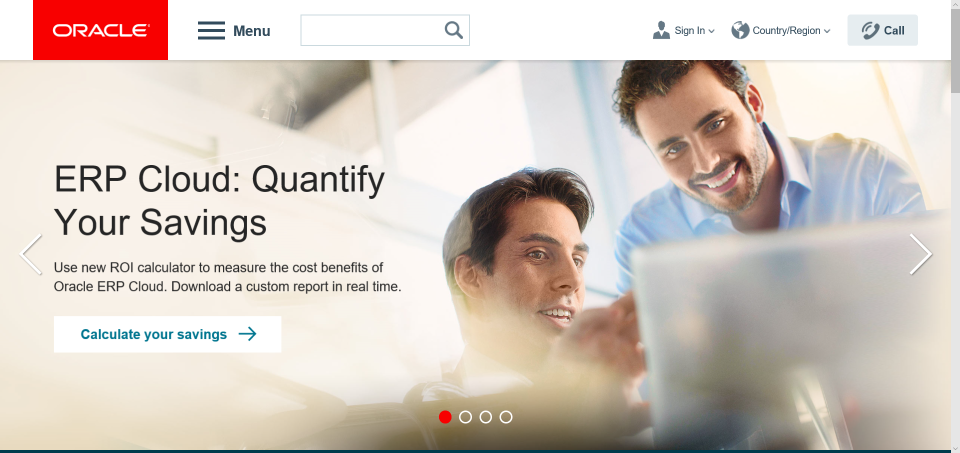 ORACLE
Menu
Sign In
Country/Region
Call
ERP Cloud: Quantify
Your Savings
Use new ROI calculator to measure the cost benefits of
Oracle ERP Cloud. Download a custom report in real time.
Calculate your savings